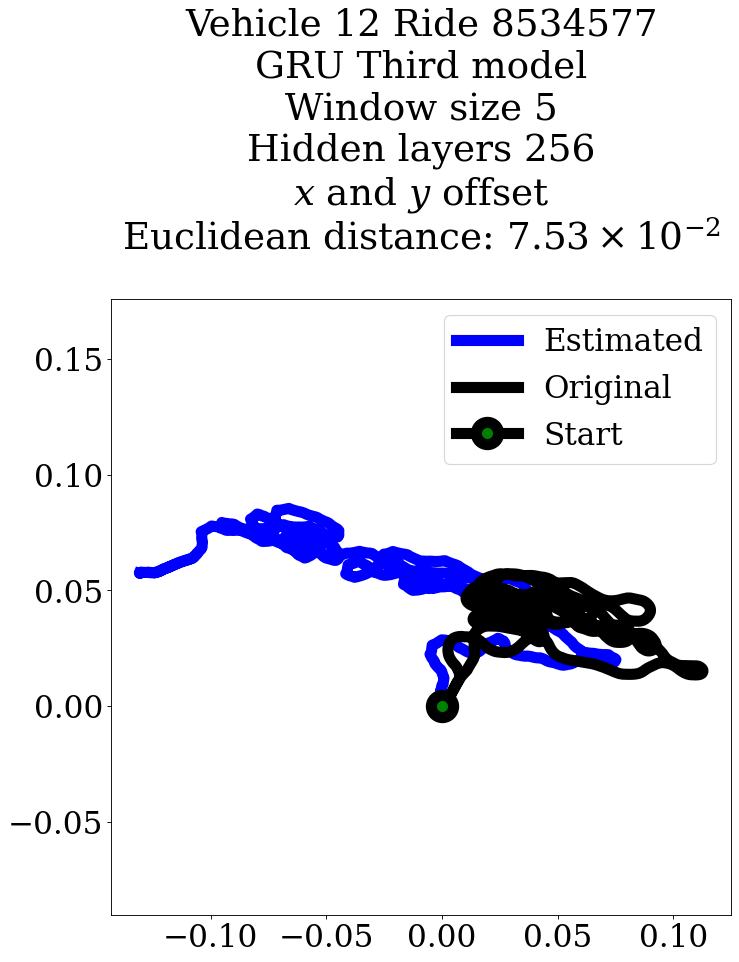 Vehicle 12 Ride 8534577
GRU Third model
Window size 5
Hidden layers 256
x and y offset
Euclidean distance: 7.53 × 10⁻²
Estimated
Original
Start
0.15
0.10
0.05
0.00
−0.05
−0.10 −0.05 0.00 0.05 0.10